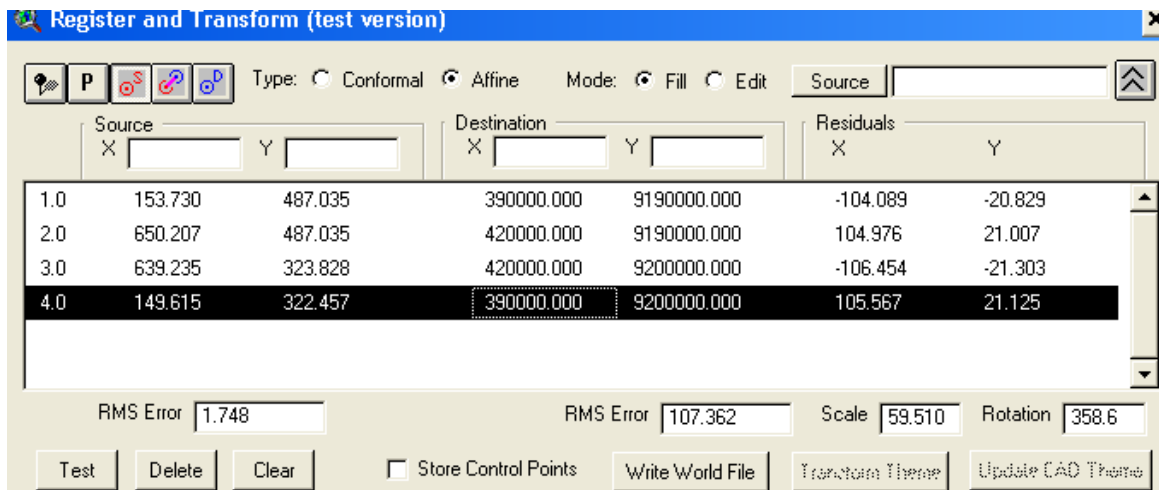 Register and Transform (test version)
P S D Type: Conformal Affine Mode: Fill Edit Source
Source Destination Residuals
X Y X Y X Y
1.0 153.730 487.035 390000.000 9190000.000 -104.089 -20.829
2.0 650.207 487.035 420000.000 9190000.000 104.976 21.007
3.0 639.235 323.828 420000.000 9200000.000 -106.454 -21.303
4.0 149.615 322.457 390000.000 9200000.000 105.567 21.125
RMS Error 1.748 RMS Error 107.362 Scale 59.510 Rotation 358.6
Test Delete Clear Store Control Points Write World File Transform Theme Update CAD Theme